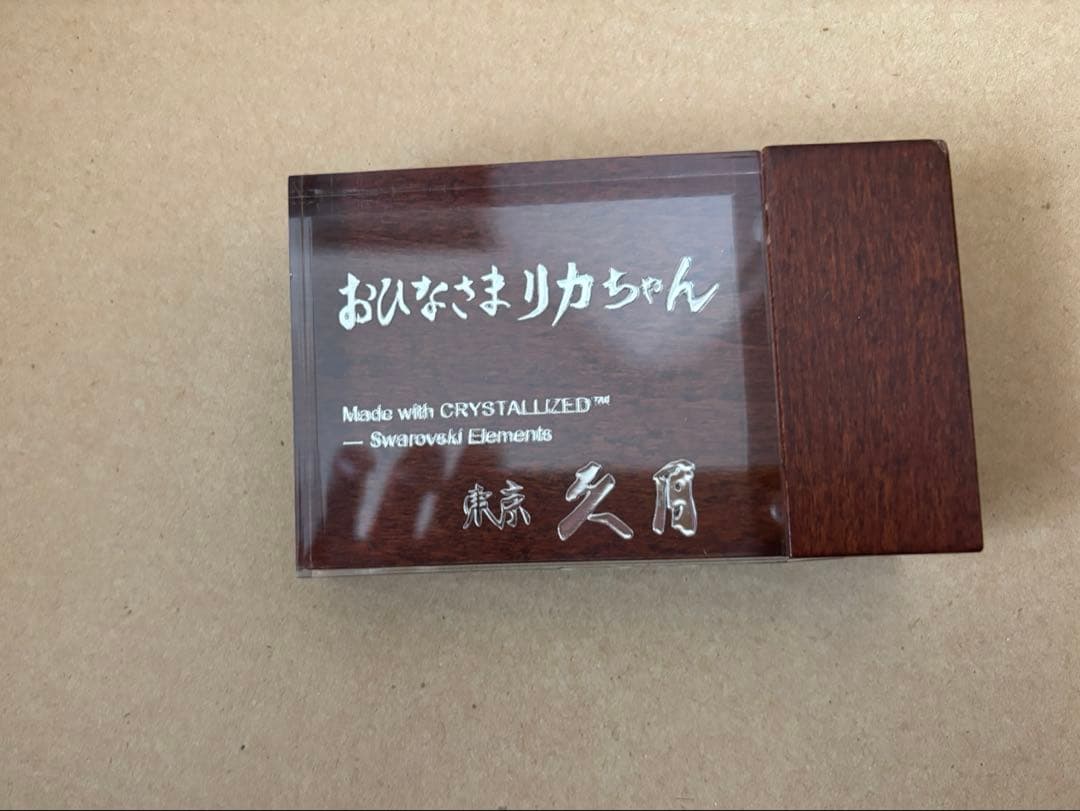 おひなさまリカちゃん
Made with CRYSTALLIZED™
— Swarovski Elements
東京 久月